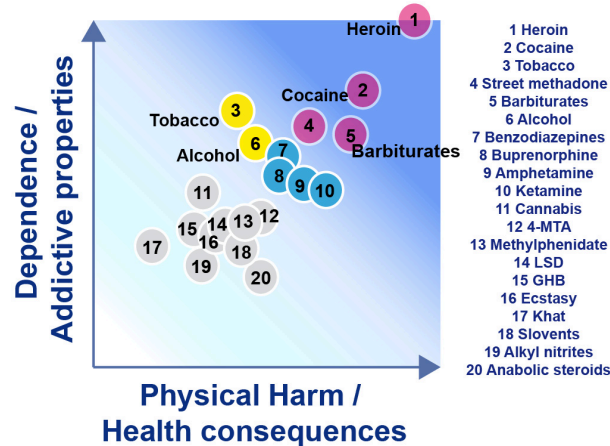 Dependence /
Addictive properties
Heroin 1
Cocaine 2
3
Tobacco
4
5
Barbiturates
6
Alcohol
7
8
9
10
11
12
13
14
15
16
17
18
19
20
Physical Harm /
Health consequences
1 Heroin
2 Cocaine
3 Tobacco
4 Street methadone
5 Barbiturates
6 Alcohol
7 Benzodiazepines
8 Buprenorphine
9 Amphetamine
10 Ketamine
11 Cannabis
12 4-MTA
13 Methylphenidate
14 LSD
15 GHB
16 Ecstasy
17 Khat
18 Slovents
19 Alkyl nitrites
20 Anabolic steroids